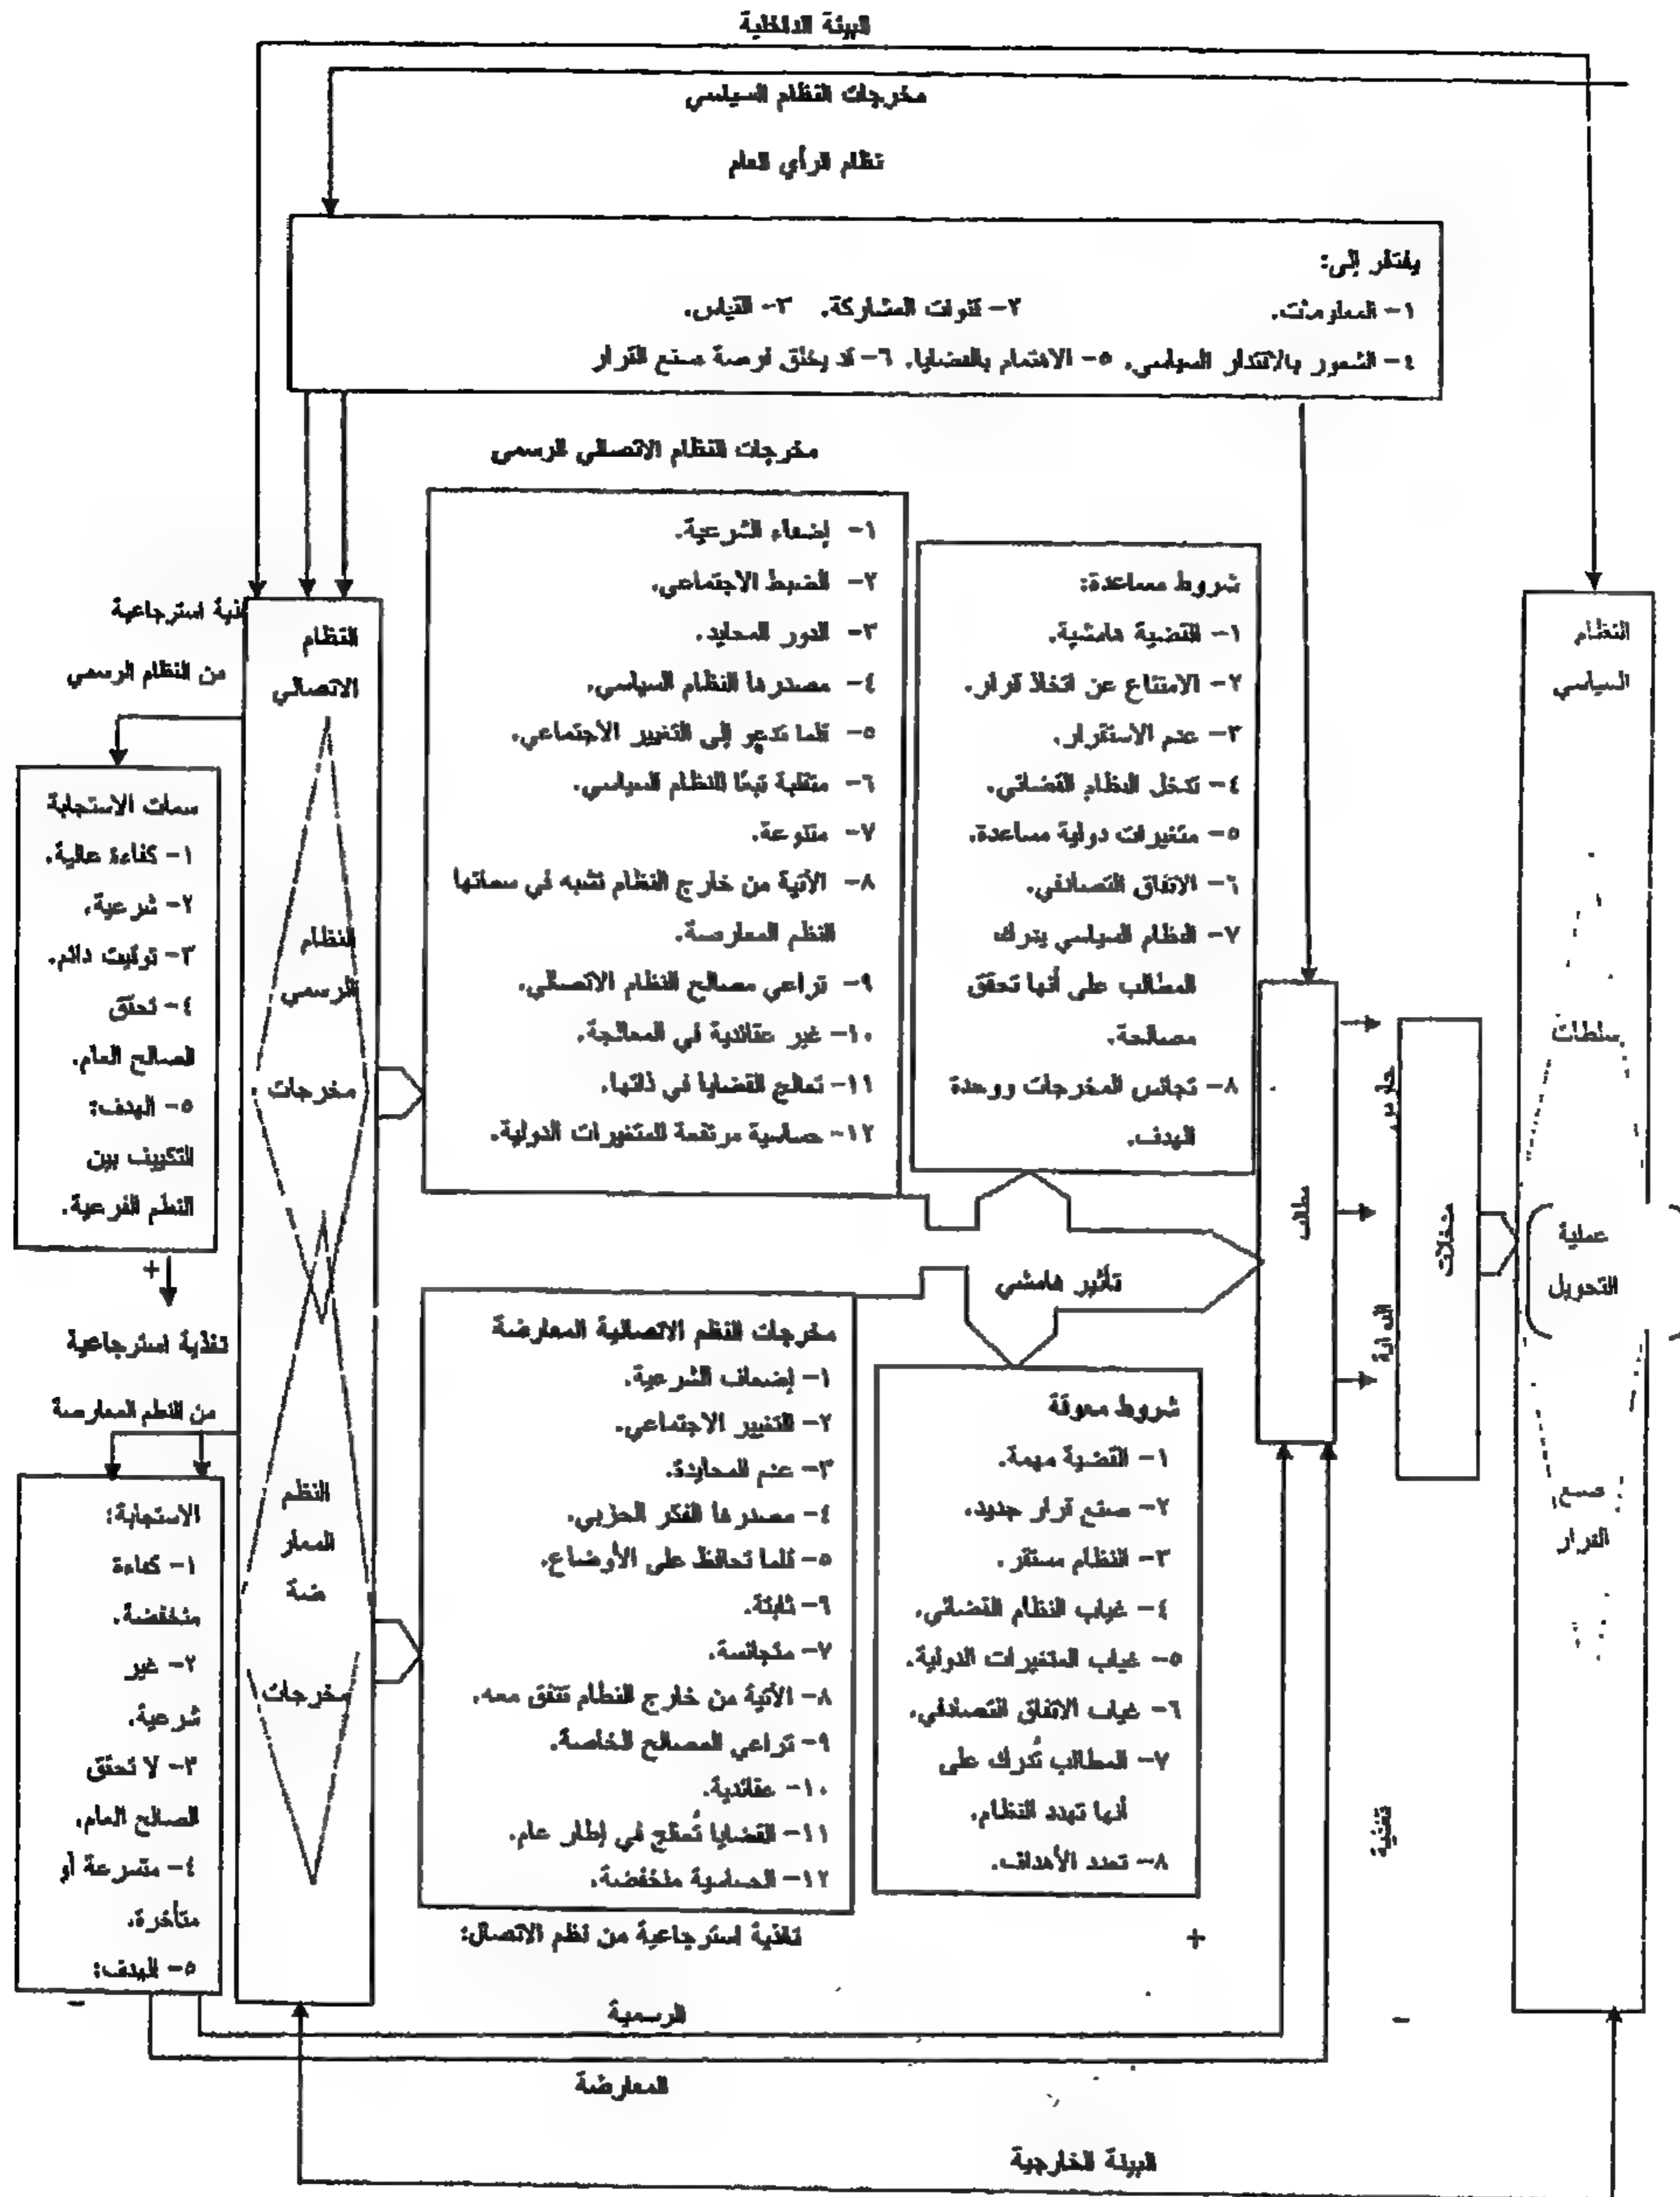 البيئة الداخلية
مخرجات النظام السياسي
نظام الرأي العام
يفتقر إلى:
١- المعلومات. ٢- قنوات المشاركة. ٣- القياس.
٤- الشعور بالاقتدار السياسي. ٥- الاهتمام بالقضايا. ٦- قد يخلق فرصة صنع القرار
مخرجات النظام الاتصالي الرسمي
١- إضفاء الشرعية.
٢- الضبط الاجتماعي.
٣- الدور المحايد.
٤- مصدرها النظام السياسي.
٥- قلما تدعو إلى التغيير الاجتماعي.
٦- متقلبة تبعًا للنظام السياسي.
٧- متنوعة.
٨- الآتية من خارج النظام تشبه في سماتها
النظم المعارضة.
٩- تراعي مصالح النظام الاتصالي.
١٠- غير عقائدية في المعالجة.
١١- تعالج القضايا في ذاتها.
١٢- حساسية مرتفعة للمتغيرات الدولية.
شروط مساعدة:
١- القضية هامشية.
٢- الامتناع عن اتخاذ قرار.
٣- عدم الاستقرار.
٤- تدخل النظام القضائي.
٥- متغيرات دولية مساعدة.
٦- الاتفاق التصادفي.
٧- النظام السياسي يدرك
المطالب على أنها تحقق
مصالحة.
٨- تجانس المخرجات ووحدة
الهدف.
النظام
السياسي
سلطات
عملية
التحويل
صنع
القرار
مدخلات
حارس
البوابة
مطالب
تأثير هامشي
النظام
الاتصالي
النظام
الرسمي
مخرجات
النظم
المعار
ضة
مخرجات
استرجاعية
من النظام الرسمي
سمات الاستجابة
١- كفاءة عالية.
٢- شرعية.
٣- توقيت دائم.
٤- تحقق
الصالح العام.
٥- الهدف:
التكييف بين
النظم الفرعية.
+
تغذية استرجاعية
من النظم المعارضة
الاستجابة:
١- كفاءة
منخفضة.
٢- غير
شرعية.
٣- لا تحقق
الصالح العام.
٤- متسرعة أو
متأخرة.
٥- الهدف:
-
مخرجات النظم الاتصالية المعارضة
١- إضعاف الشرعية.
٢- التغيير الاجتماعي.
٣- عدم المحايدة.
٤- مصدرها الفكر الحزبي.
٥- قلما تحافظ على الأوضاع.
٦- ثابتة.
٧- متجانسة.
٨- الآتية من خارج النظام تتفق معه.
٩- تراعي المصالح الخاصة.
١٠- عقائدية.
١١- القضايا تُعالج في إطار عام.
١٢- الحساسية منخفضة.
شروط معوقة
١- القضية مهمة.
٢- صنع قرار جديد.
٣- النظام مستقر.
٤- غياب النظام القضائي.
٥- غياب المتغيرات الدولية.
٦- غياب الاتفاق التصادفي.
٧- المطالب تُدرك على
أنها تهدد النظام.
٨- تعدد الأهداف.
تغذية استرجاعية من نظم الاتصال:
+
الرسمية
-
المعارضة
البيئة الخارجية